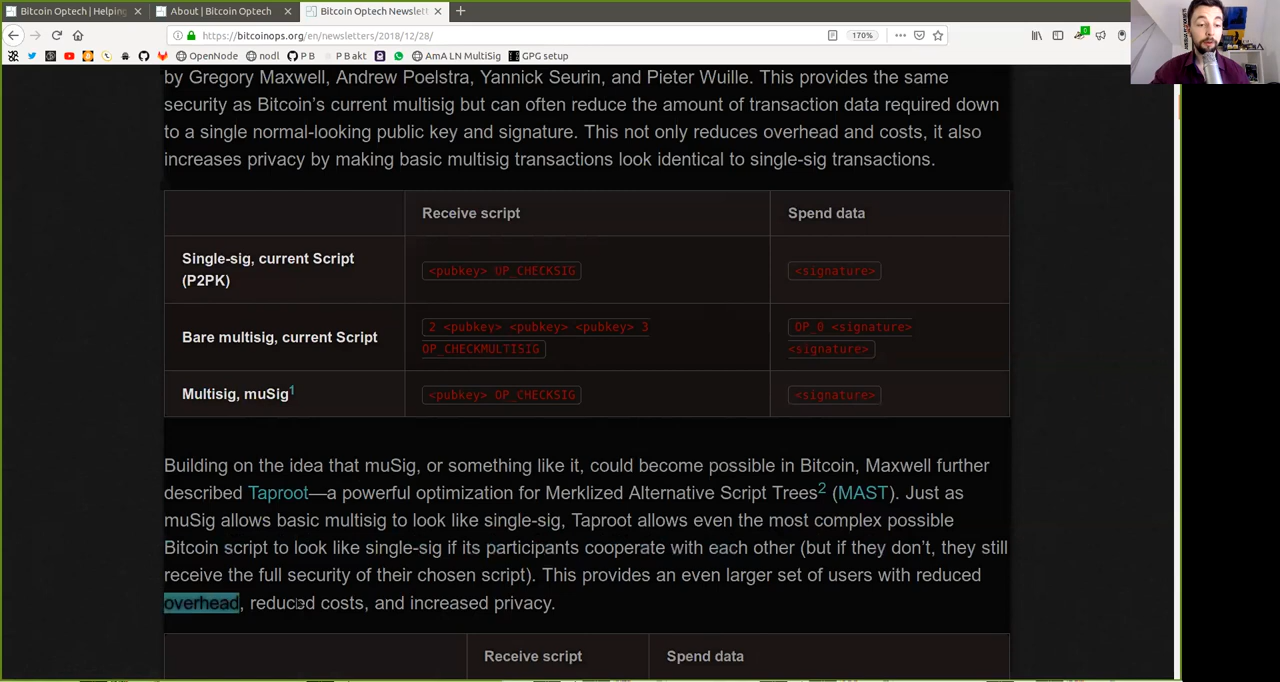 Bitcoin Optech | Helping
About | Bitcoin Optech
Bitcoin Optech Newslett
https://bitcoinops.org/en/newsletters/2018/12/28/
170%
OpenNode
nodl
P B
P B akt
AmA LN MultiSig
GPG setup
by Gregory Maxwell, Andrew Poelstra, Yannick Seurin, and Pieter Wuille. This provides the same
security as Bitcoin’s current multisig but can often reduce the amount of transaction data required down
to a single normal-looking public key and signature. This not only reduces overhead and costs, it also
increases privacy by making basic multisig transactions look identical to single-sig transactions.
Receive script
Spend data
Single-sig, current Script
(P2PK)
<pubkey> OP_CHECKSIG
<signature>
Bare multisig, current Script
2 <pubkey> <pubkey> <pubkey> 3
OP_CHECKMULTISIG
OP_0 <signature>
<signature>
Multisig, muSig1
<pubkey> OP_CHECKSIG
<signature>
Building on the idea that muSig, or something like it, could become possible in Bitcoin, Maxwell further
described Taproot—a powerful optimization for Merklized Alternative Script Trees2 (MAST). Just as
muSig allows basic multisig to look like single-sig, Taproot allows even the most complex possible
Bitcoin script to look like single-sig if its participants cooperate with each other (but if they don’t, they still
receive the full security of their chosen script). This provides an even larger set of users with reduced
overhead, reduced costs, and increased privacy.
Receive script
Spend data